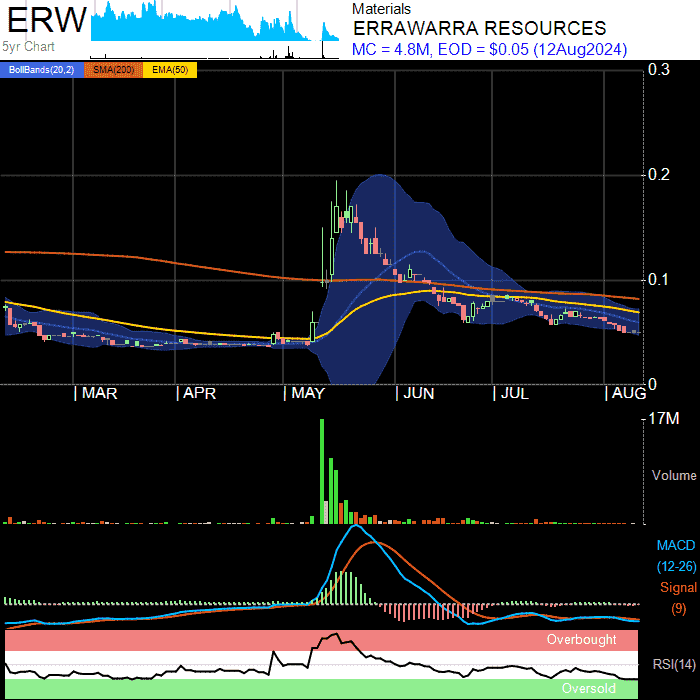 ERW
5yr Chart
Materials
ERRAWARRA RESOURCES
MC = 4.8M, EOD = $0.05 (12Aug2024)
BollBands(20,2) SMA(200) EMA(50)
0.3
0.2
0.1
0
MAR APR MAY JUN JUL AUG
17M
Volume
MACD
(12-26)
Signal
(9)
Overbought
RSI(14)
Oversold